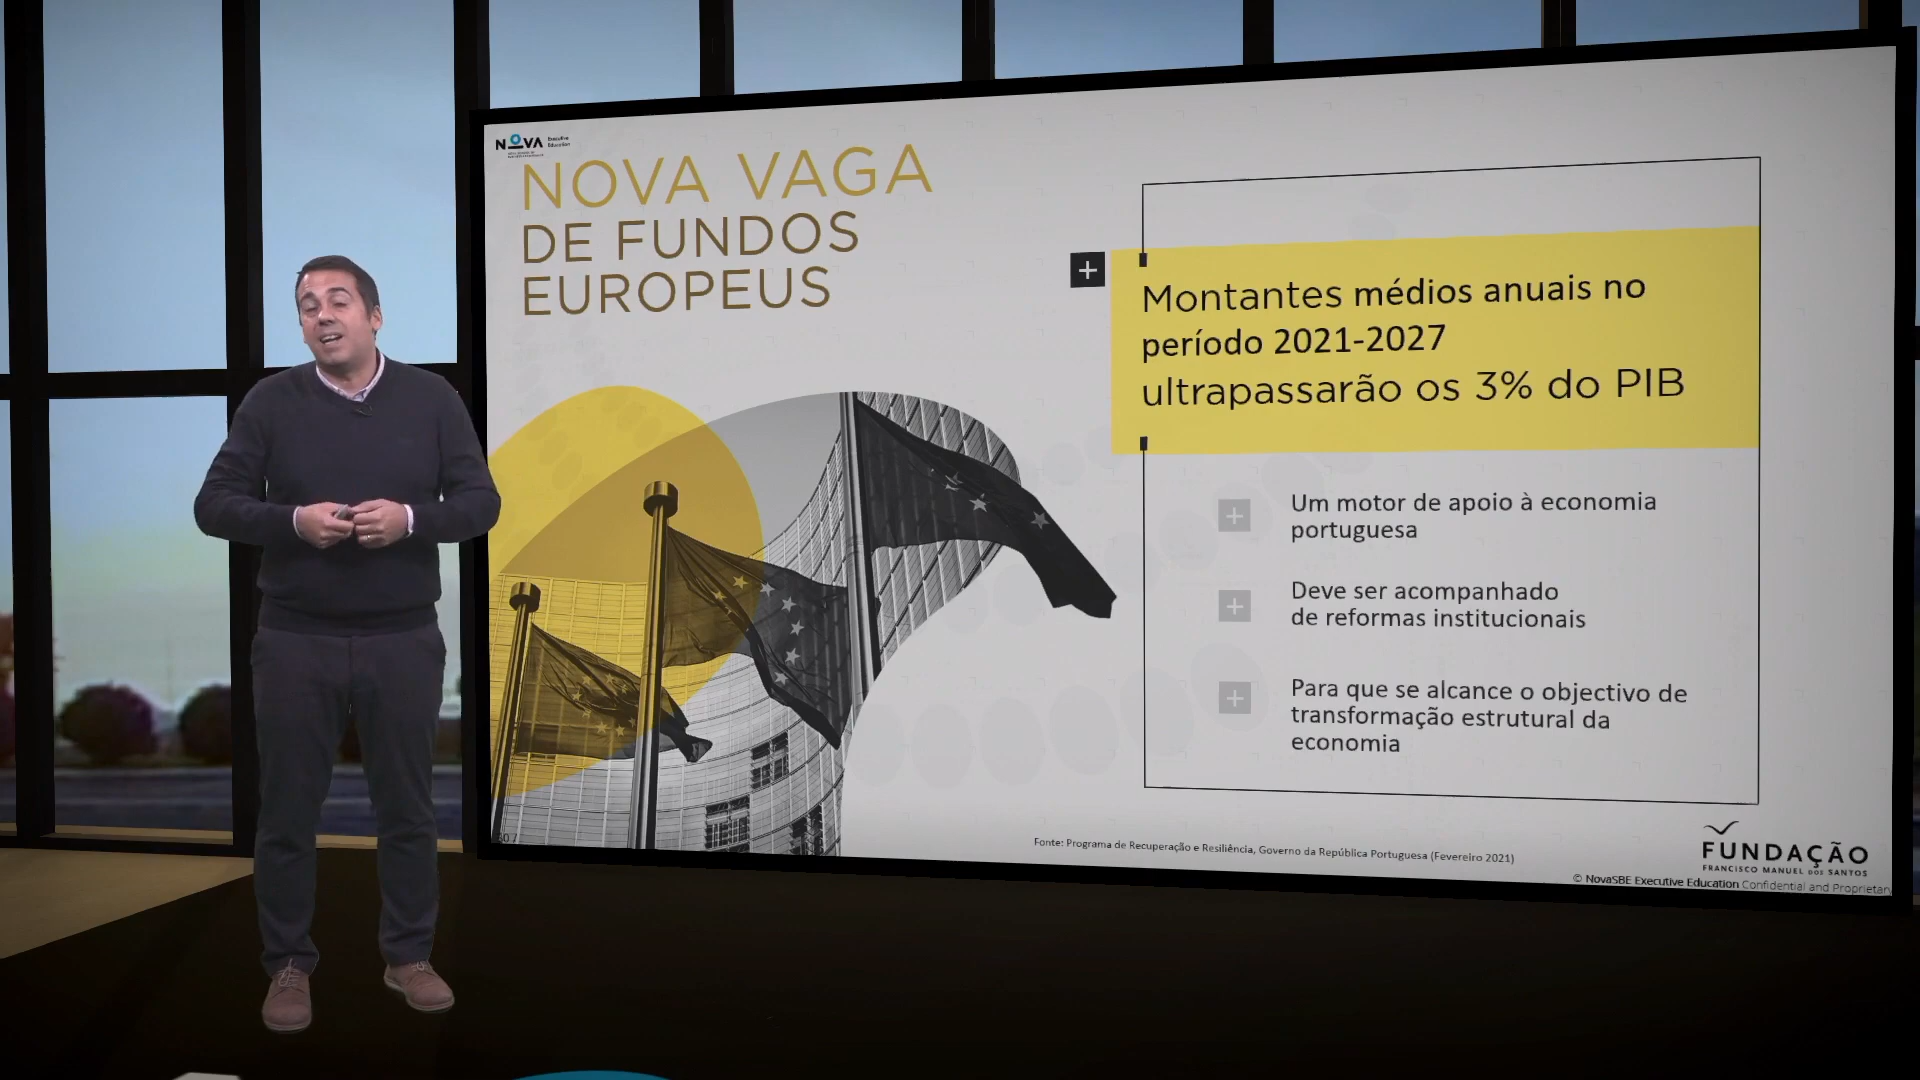 NOVA
Executive
Education
NOVA VAGA
DE FUNDOS
EUROPEUS
Montantes médios anuais no
período 2021-2027
ultrapassarão os 3% do PIB
Um motor de apoio à economia
portuguesa
Deve ser acompanhado
de reformas institucionais
Para que se alcance o objectivo de
transformação estrutural da
economia
Fonte: Programa de Recuperação e Resiliência, Governo da República Portuguesa (Fevereiro 2021)
FUNDAÇÃO
FRANCISCO MANUEL DOS SANTOS
© NovaSBE Executive Education Confidential and Proprietary